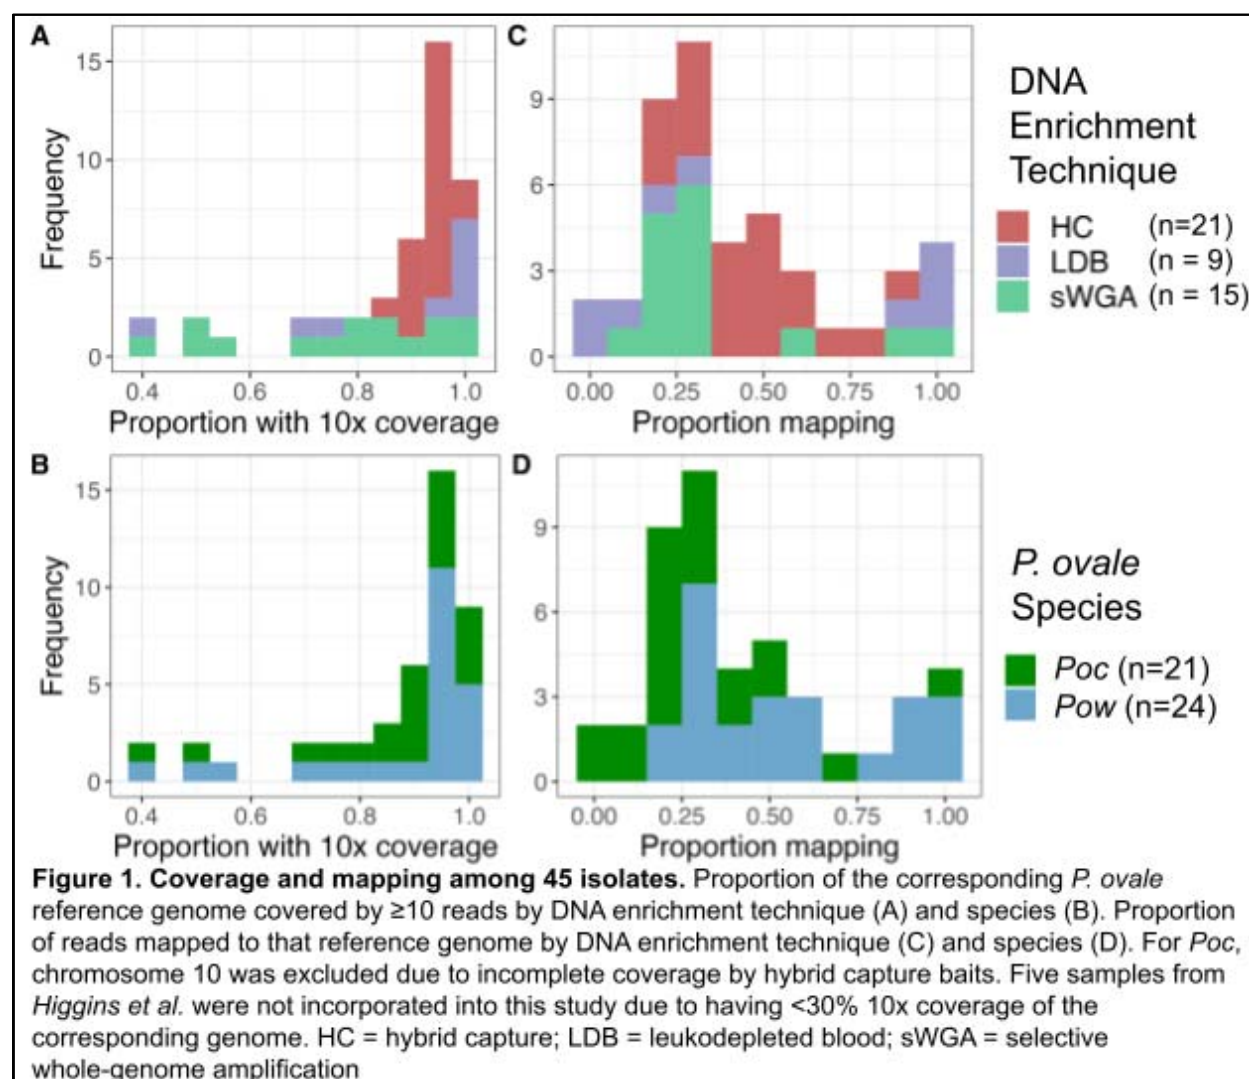 A
C
15
10
5
0
Frequency
0.4 0.6 0.8 1.0
Proportion with 10x coverage
9
6
3
0
0.00 0.25 0.50 0.75 1.00
Proportion mapping
DNA
Enrichment
Technique
HC (n=21)
LDB (n = 9)
sWGA (n = 15)
B
D
15
10
5
0
Frequency
0.4 0.6 0.8 1.0
Proportion with 10x coverage
9
6
3
0
0.00 0.25 0.50 0.75 1.00
Proportion mapping
P. ovale
Species
Poc (n=21)
Pow (n=24)
Figure 1. Coverage and mapping among 45 isolates. Proportion of the corresponding P. ovale
reference genome covered by ≥10 reads by DNA enrichment technique (A) and species (B). Proportion
of reads mapped to that reference genome by DNA enrichment technique (C) and species (D). For Poc,
chromosome 10 was excluded due to incomplete coverage by hybrid capture baits. Five samples from
Higgins et al. were not incorporated into this study due to having <30% 10x coverage of the
corresponding genome. HC = hybrid capture; LDB = leukodepleted blood; sWGA = selective
whole-genome amplification